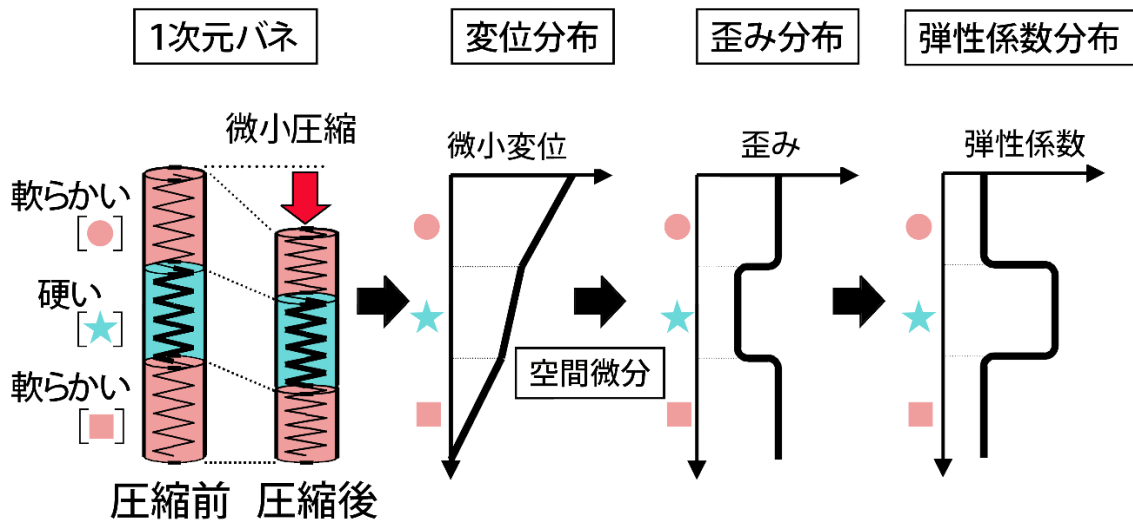 1次元バネ
変位分布
歪み分布
弾性係数分布
微小圧縮
微小変位
歪み
弾性係数
軟らかい
硬い
軟らかい
空間微分
圧縮前
圧縮後